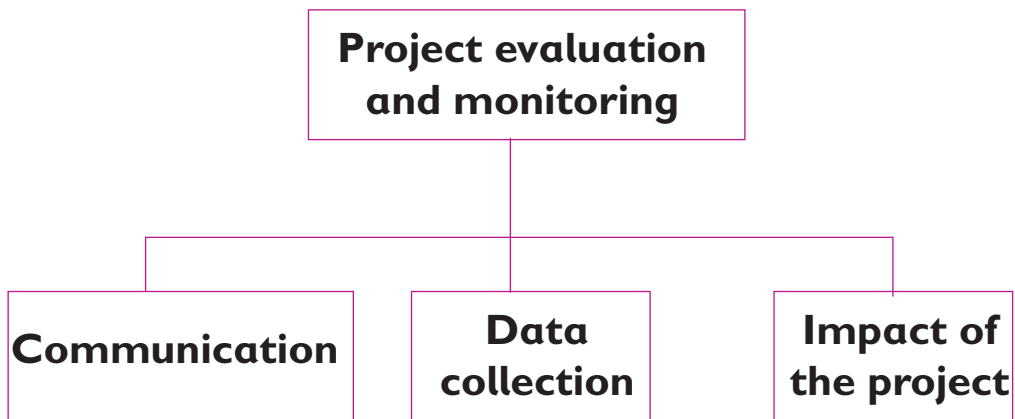 Project evaluation
and monitoring
Communication
Data
collection
Impact of
the project